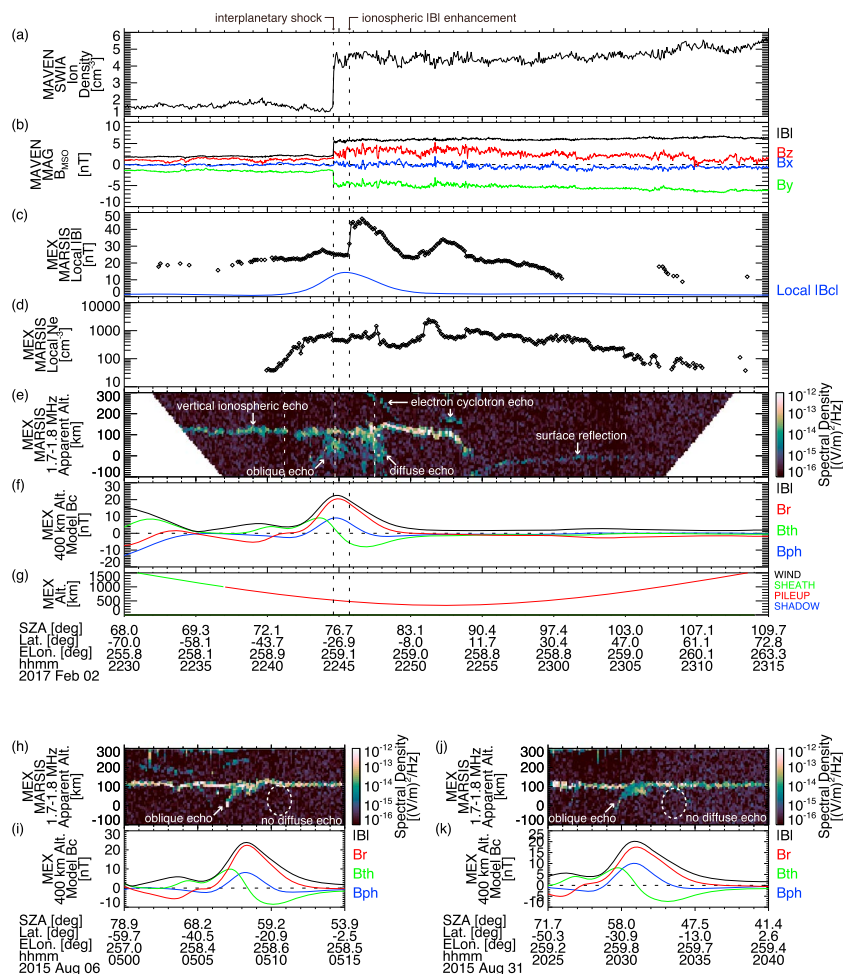 interplanetary shock
ionospheric |B| enhancement
(a)
MAVEN
SWIA
Ion
Density
[cm-3]
6
5
4
3
2
1
(b)
MAVEN
MAG
BMSO
[nT]
10
5
0
-5
-10
|B|
Bz
Bx
By
(c)
MEX
MARSIS
Local |B|
[nT]
50
40
30
20
10
0
Local |Bc|
(d)
MEX
MARSIS
Local Ne
[cm-3]
10000
1000
100
10
(e)
MEX
MARSIS
1.7-1.8 MHz
Apparent Alt.
[km]
300
200
100
0
-100
vertical ionospheric echo
electron cyclotron echo
surface reflection
oblique echo
diffuse echo
10-12
10-13
10-14
10-15
10-16
Spectral Density
[(V/m)2/Hz]
(f)
MEX
400 km Alt.
Model Bc
[nT]
30
20
10
0
-10
-20
|B|
Br
Bth
Bph
(g)
MEX
Alt.
[km]
1500
1000
500
0
WIND
SHEATH
PILEUP
SHADOW
SZA [deg] 68.0 69.3 72.1 76.7 83.1 90.4 97.4 103.0 107.1 109.7
Lat. [deg] -70.0 -58.1 -43.7 -26.9 -8.0 11.7 30.4 47.0 61.1 72.8
ELon. [deg] 255.8 258.1 258.9 259.1 259.0 258.8 258.8 259.0 260.1 263.3
hhmm 2230 2235 2240 2245 2250 2255 2300 2305 2310 2315
2017 Feb 02
(h)
MEX
MARSIS
1.7-1.8 MHz
Apparent Alt.
[km]
300
200
100
0
-100
oblique echo
no diffuse echo
10-12
10-13
10-14
10-15
10-16
Spectral Density
[(V/m)2/Hz]
(i)
MEX
400 km Alt.
Model Bc
[nT]
30
20
10
0
-10
|B|
Br
Bth
Bph
SZA [deg] 78.9 68.2 59.2 53.9
Lat. [deg] -59.7 -40.5 -20.9 -2.5
ELon. [deg] 257.0 258.4 258.6 258.5
hhmm 0500 0505 0510 0515
2015 Aug 06
(j)
MEX
MARSIS
1.7-1.8 MHz
Apparent Alt.
[km]
300
200
100
0
-100
oblique echo
no diffuse echo
10-12
10-13
10-14
10-15
10-16
Spectral Density
[(V/m)2/Hz]
(k)
MEX
400 km Alt.
Model Bc
[nT]
25
20
15
10
5
0
-5
-10
|B|
Br
Bth
Bph
SZA [deg] 71.7 58.0 47.5 41.4
Lat. [deg] -50.3 -30.9 -13.0 2.6
ELon. [deg] 259.2 259.8 259.7 259.4
hhmm 2025 2030 2035 2040
2015 Aug 31